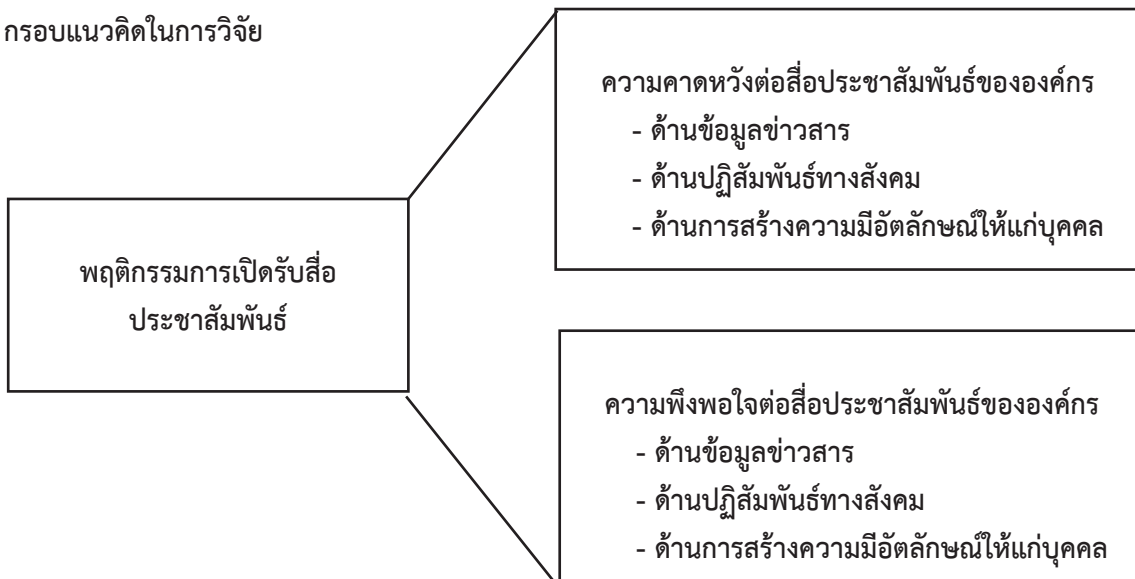 กรอบแนวคิดในการวิจัย
ความคาดหวังต่อสื่อประชาสัมพันธ์ขององค์กร
- ด้านข้อมูลข่าวสาร
- ด้านปฏิสัมพันธ์ทางสังคม
- ด้านการสร้างความมีอัตลักษณ์ให้แก่บุคคล
พฤติกรรมการเปิดรับสื่อ
ประชาสัมพันธ์
ความพึงพอใจต่อสื่อประชาสัมพันธ์ขององค์กร
- ด้านข้อมูลข่าวสาร
- ด้านปฏิสัมพันธ์ทางสังคม
- ด้านการสร้างความมีอัตลักษณ์ให้แก่บุคคล